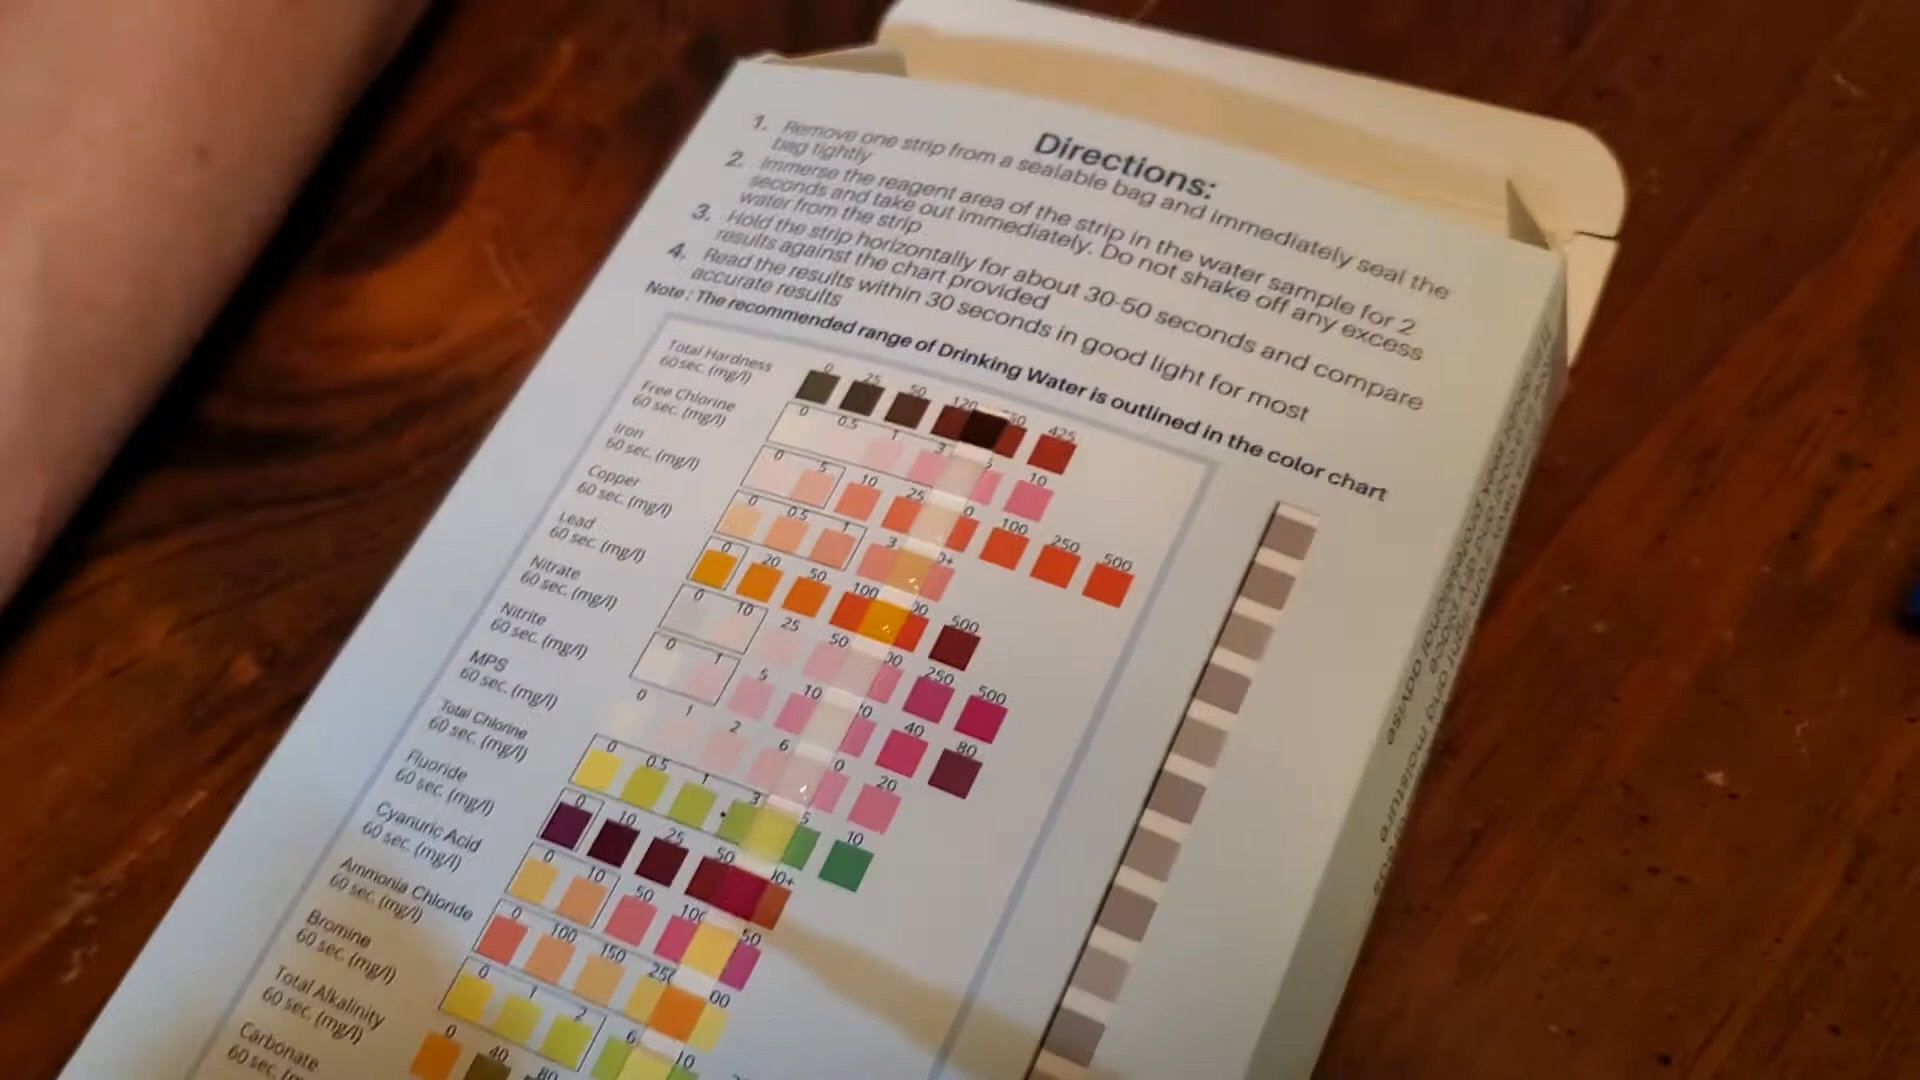 Directions:
1. Remove one strip from a sealable bag and immediately seal the
bag tightly
2. Immerse the reagent area of the strip in the water sample for 2
seconds and take out immediately. Do not shake off any excess
water from the strip
3. Hold the strip horizontally for about 30-50 seconds and compare
results against the chart provided
4. Read the results within 30 seconds in good light for most
accurate results
Note: The recommended range of Drinking Water is outlined in the color chart
Total Hardness
60 sec. (mg/l)
0 25 50 120 425
Free Chlorine
60 sec. (mg/l)
0 0.5 1 3 5 10
Iron
60 sec. (mg/l)
0 5 10 25 100 250 500
Copper
60 sec. (mg/l)
0 0.5 1 3
Lead
60 sec. (mg/l)
0 20 50 100 500
Nitrate
60 sec. (mg/l)
0 10 25 50 250 500
Nitrite
60 sec. (mg/l)
0 1 5 10 40 80
MPS
60 sec. (mg/l)
0 1 2 6 20
Total Chlorine
60 sec. (mg/l)
0 0.5 1 3 5 10
Fluoride
60 sec. (mg/l)
0 10 25 50
Cyanuric Acid
60 sec. (mg/l)
0 10 50 100
Ammonia Chloride
60 sec. (mg/l)
0 100 150
Bromine
60 sec. (mg/l)
0 1 2 6 10
Total Alkalinity
60 sec. (mg/l)
0 40 80
Carbonate
60 sec.